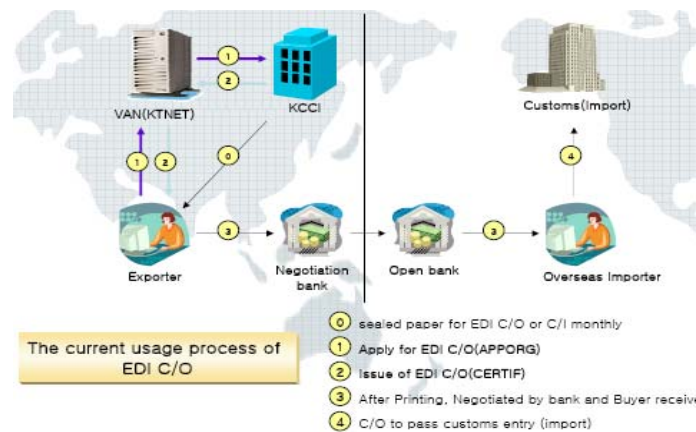 1
2
VAN(KTNET)
KCCI
Customs(Import)
1
2
0
4
3
3
Exporter
Negotiation
bank
Open bank
Overseas Importer
The current usage process of
EDI C/O
0 sealed paper for EDI C/O or C/I monthly
1 Apply for EDI C/O(APPORG)
2 Issue of EDI C/O(CERTIF)
3 After Printing, Negotiated by bank and Buyer receive
4 C/O to pass customs entry (import)